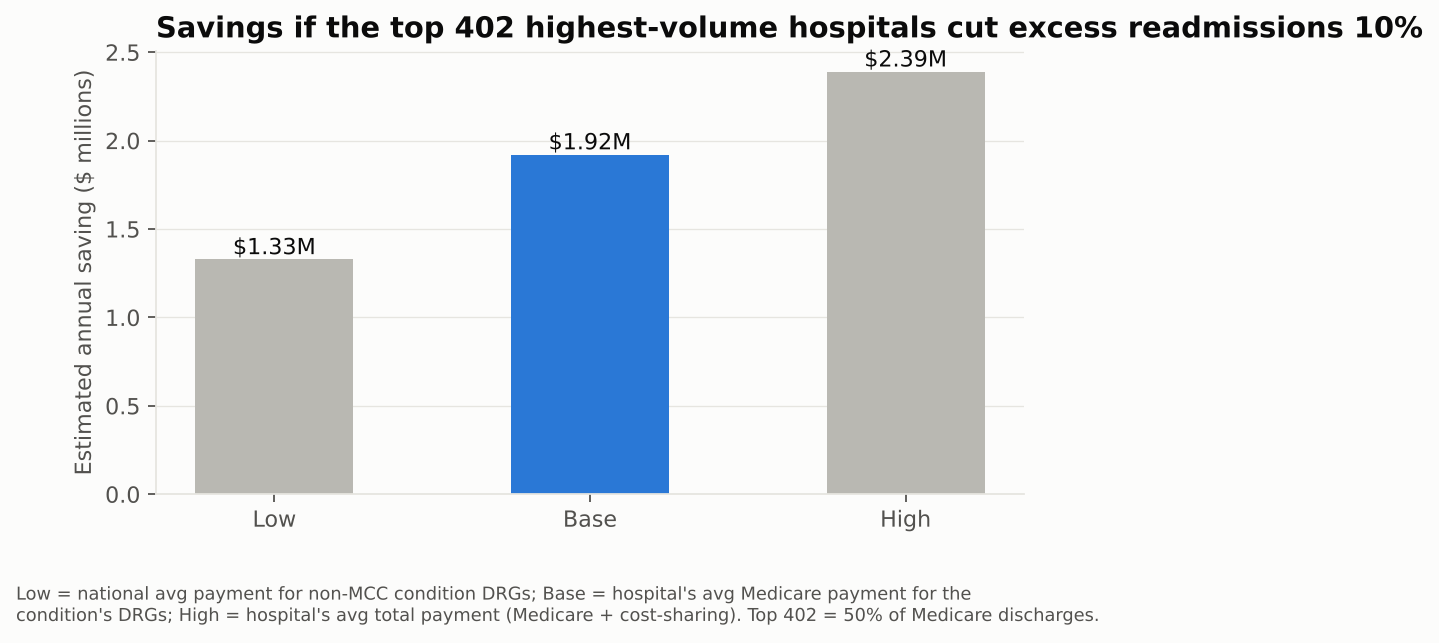 Savings if the top 402 highest-volume hospitals cut excess readmissions 10%
Estimated annual saving ($ millions)
2.5
2.0
1.5
1.0
0.5
0.0
$1.33M
$1.92M
$2.39M
Low
Base
High
Low = national avg payment for non-MCC condition DRGs; Base = hospital's avg Medicare payment for the
condition's DRGs; High = hospital's avg total payment (Medicare + cost-sharing). Top 402 = 50% of Medicare discharges.